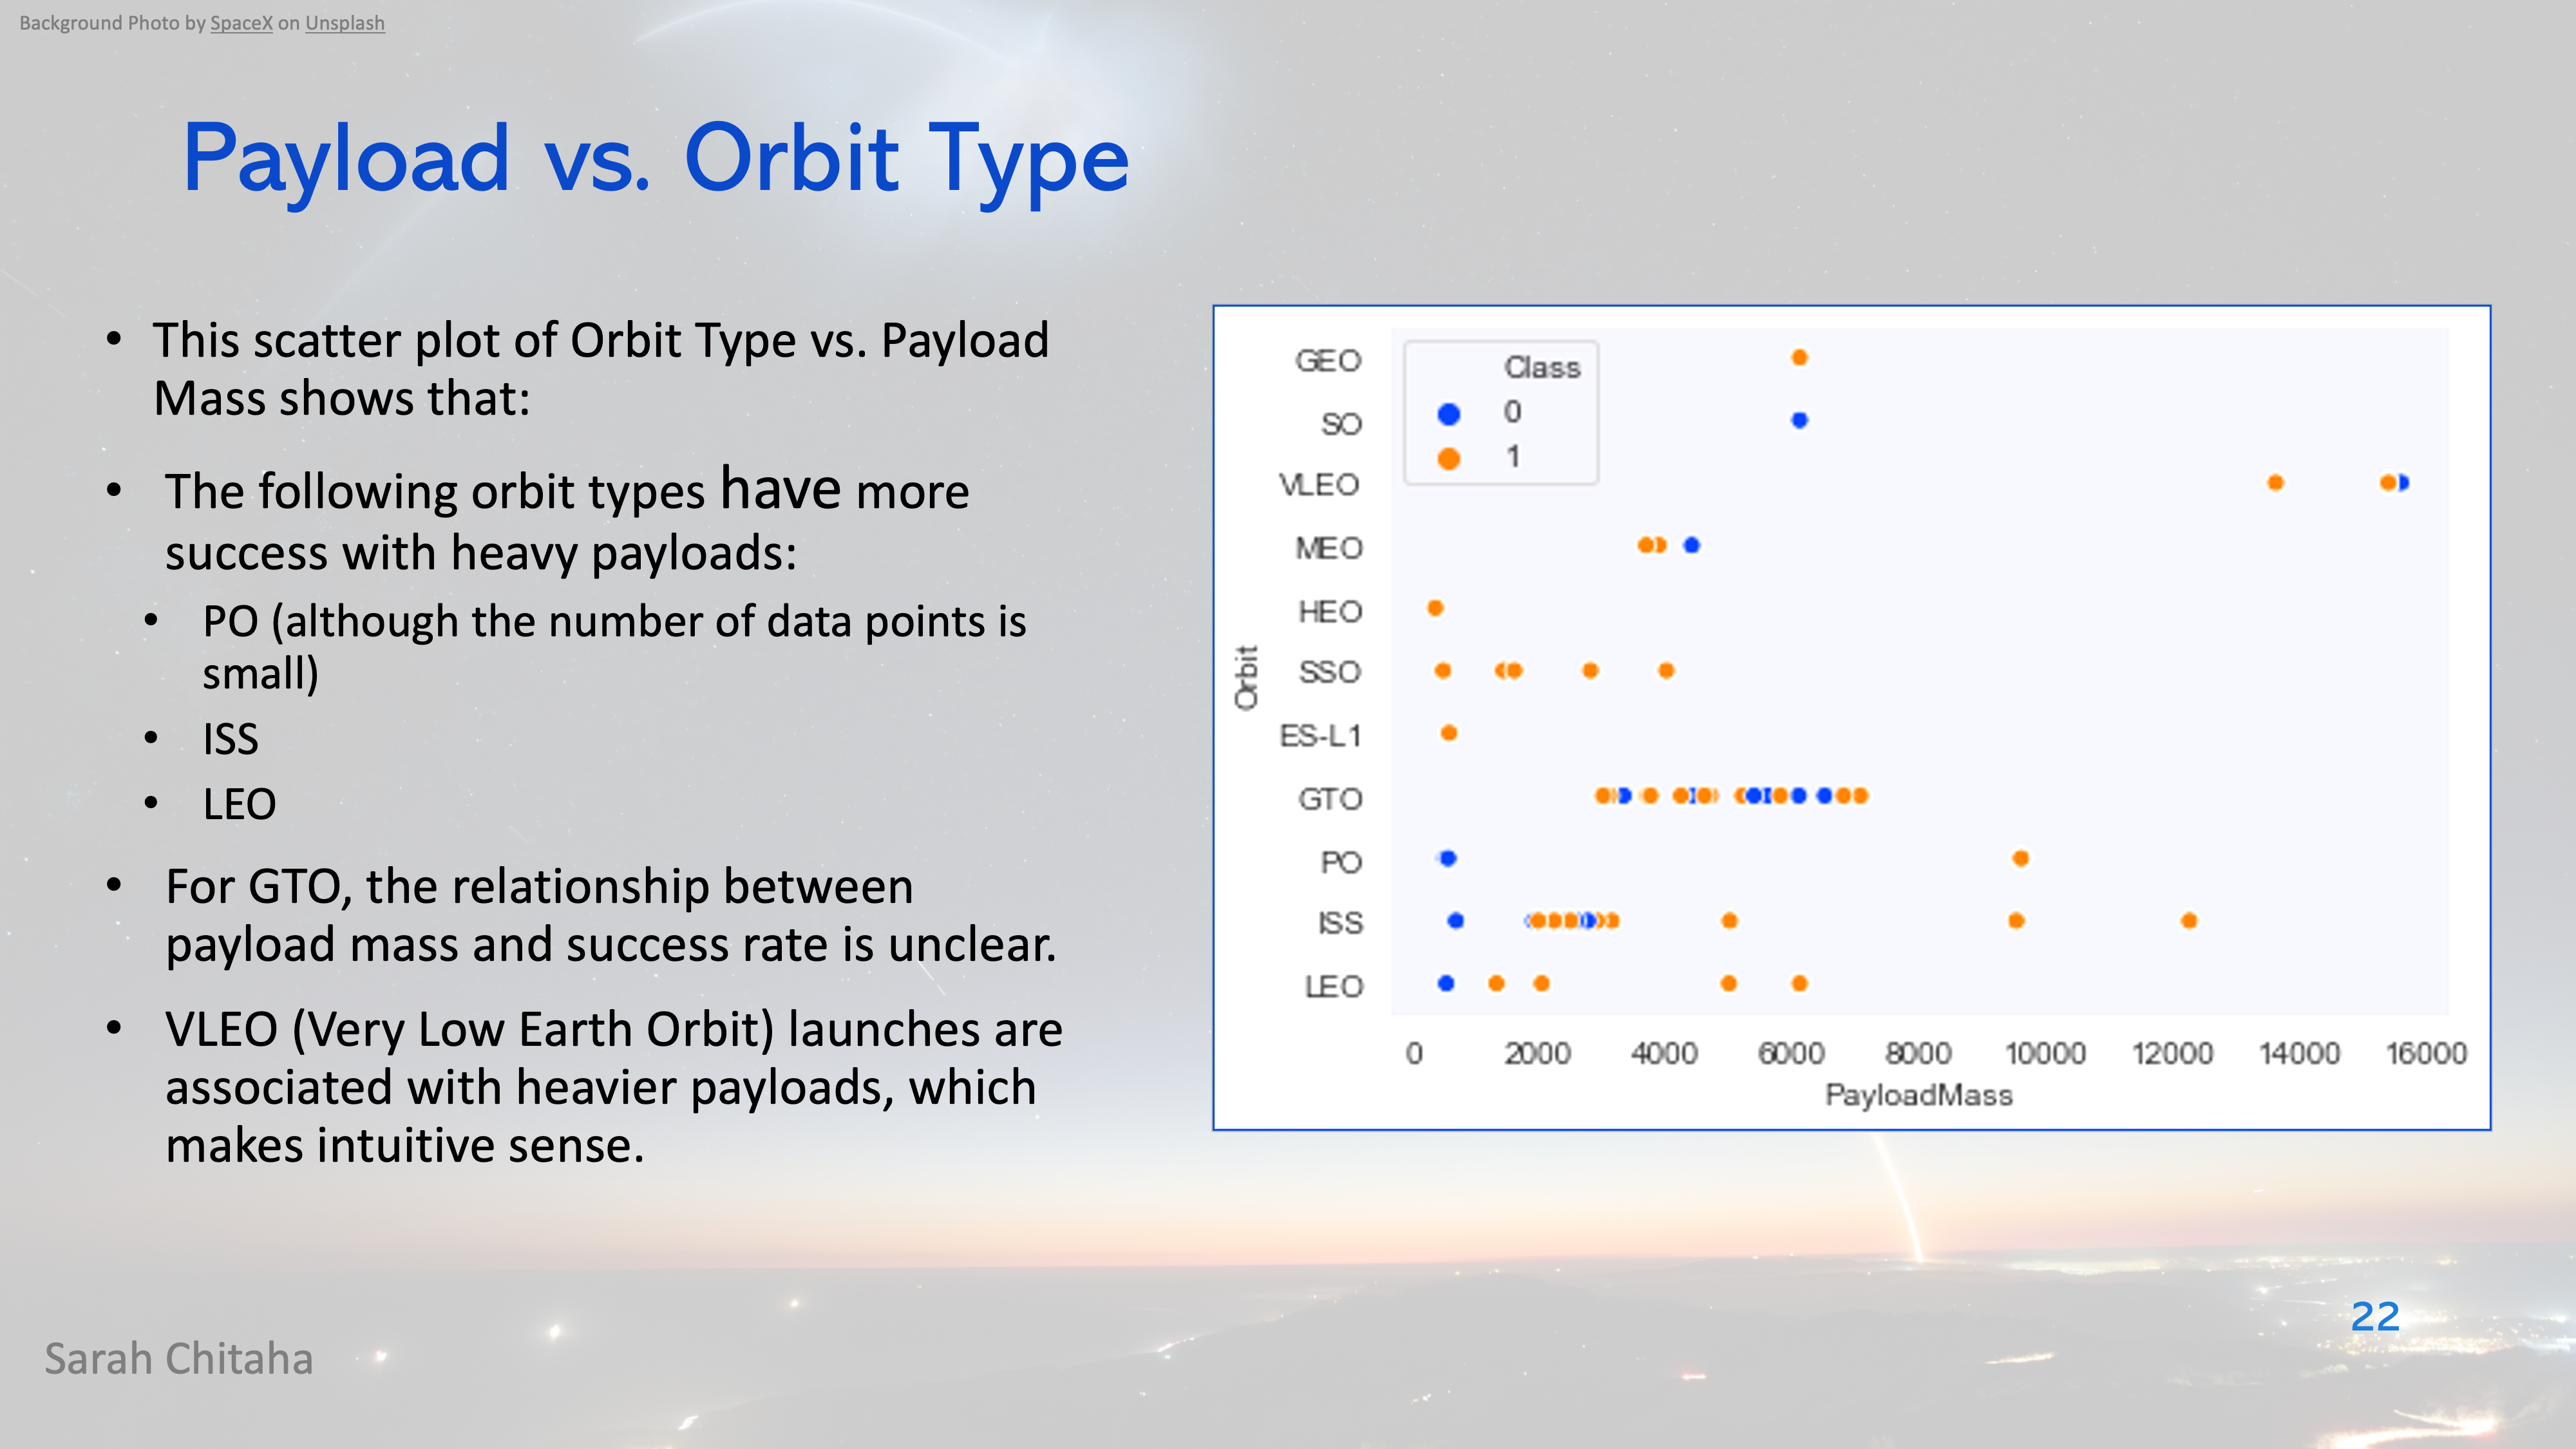 Background Photo by SpaceX on Unsplash
Payload vs. Orbit Type
• This scatter plot of Orbit Type vs. Payload
Mass shows that:
• The following orbit types have more
success with heavy payloads:
• PO (although the number of data points is
small)
• ISS
• LEO
• For GTO, the relationship between
payload mass and success rate is unclear.
• VLEO (Very Low Earth Orbit) launches are
associated with heavier payloads, which
makes intuitive sense.
Class
0
1
Orbit
GEO
SO
VLEO
MEO
HEO
SSO
ES-L1
GTO
PO
ISS
LEO
0 2000 4000 6000 8000 10000 12000 14000 16000
PayloadMass
22
Sarah Chitaha